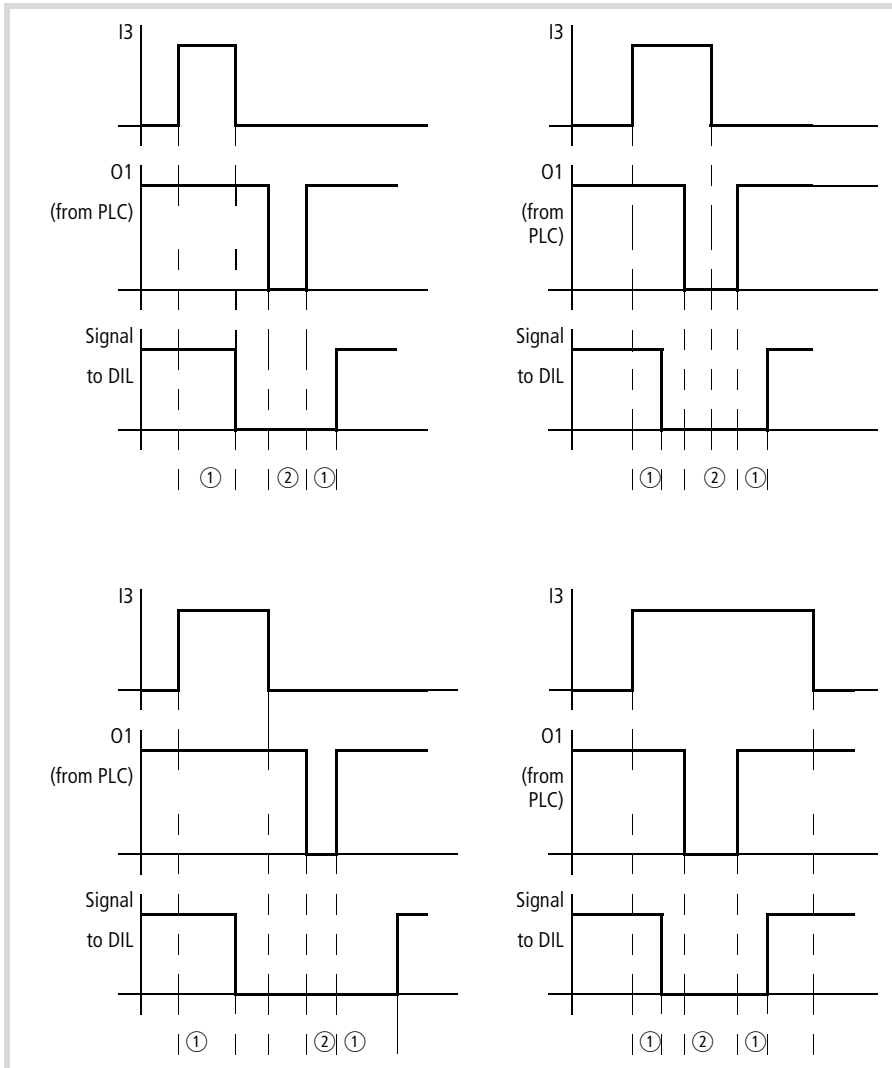 I3
O1
(from PLC)
Signal
to DIL
① ② ①
I3
O1
(from
PLC)
Signal
to DIL
① ② ①
I3
O1
(from PLC)
Signal
to DIL
① ② ①
I3
O1
(from
PLC)
Signal
to DIL
① ② ①